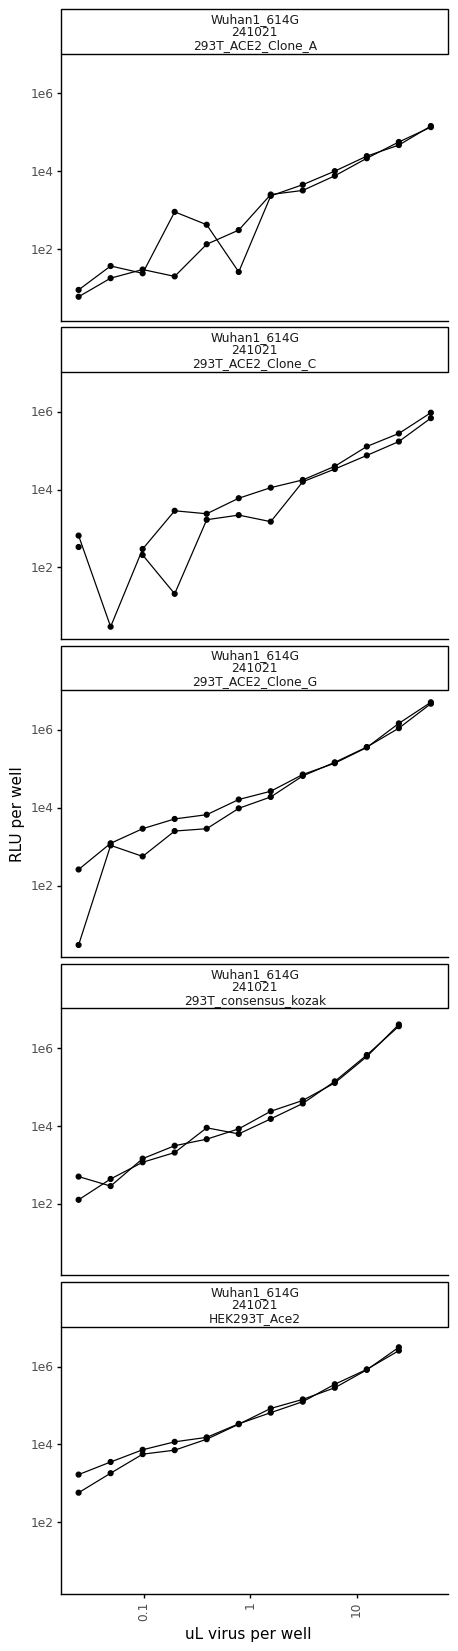 Wuhan1_614G
241021
293T_ACE2_Clone_A
1e6
1e4
1e2
Wuhan1_614G
241021
293T_ACE2_Clone_C
1e6
1e4
1e2
Wuhan1_614G
241021
293T_ACE2_Clone_G
1e6
1e4
1e2
RLU per well
Wuhan1_614G
241021
293T_consensus_kozak
1e6
1e4
1e2
Wuhan1_614G
241021
HEK293T_Ace2
1e6
1e4
1e2
0.1
1
10
uL virus per well